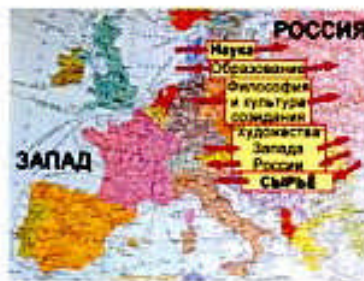 РОССИЯ
Наука
Образование
Философия
и культура
созидания
художества
Запада
России
СЫРЬЁ
ЗАПАД